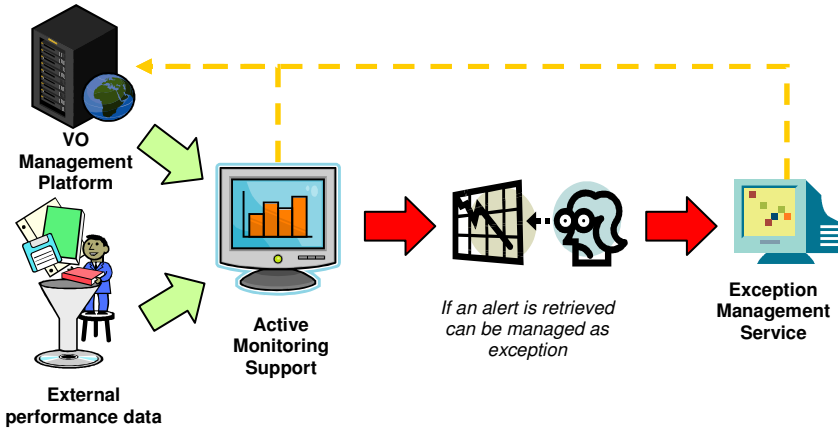 VO
Management
Platform
External
performance data
Active
Monitoring
Support
If an alert is retrieved
can be managed as
exception
Exception
Management
Service